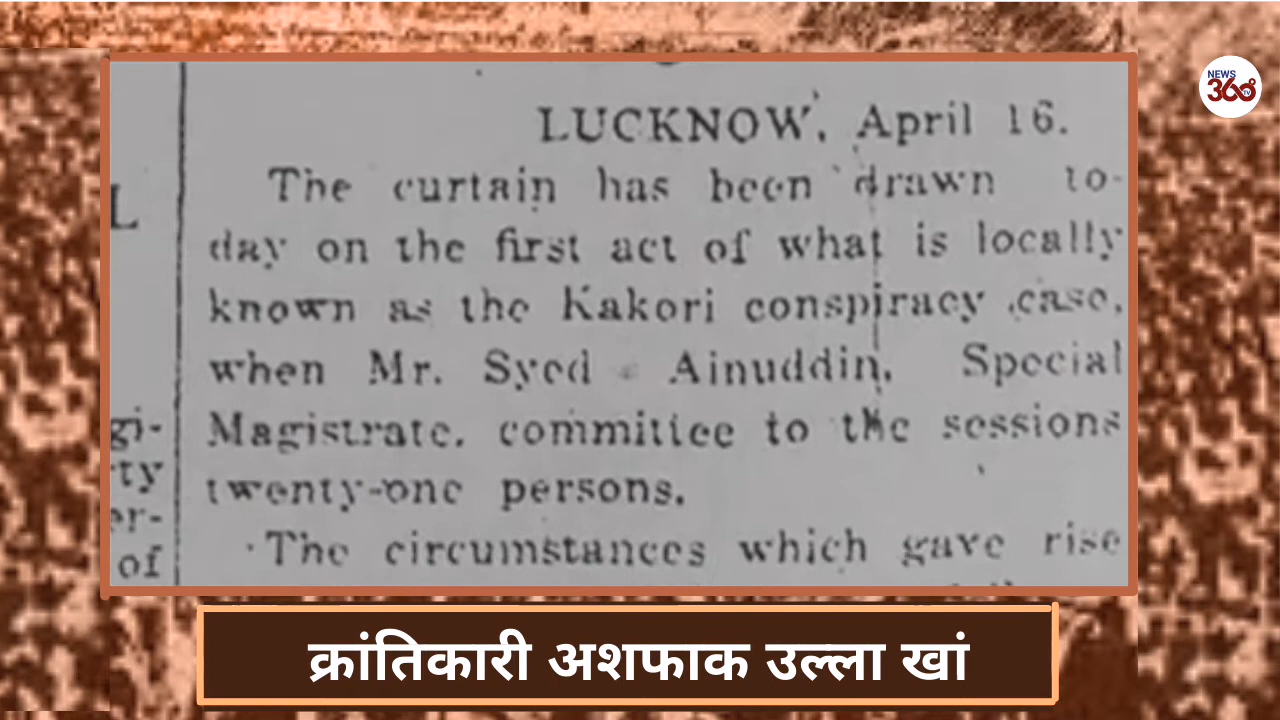 NEWS
360
TV
LUCKNOW, April 16.
The curtain has been drawn to-
day on the first act of what is locally
known as the Kakori conspiracy case,
when Mr. Syed Ainuddin, Special
Magistrate, committee to the sessions
twenty-one persons.
The circumstances which gave rise
L
gi-
ty
er-
of
क्रांतिकारी अशफाक उल्ला खां